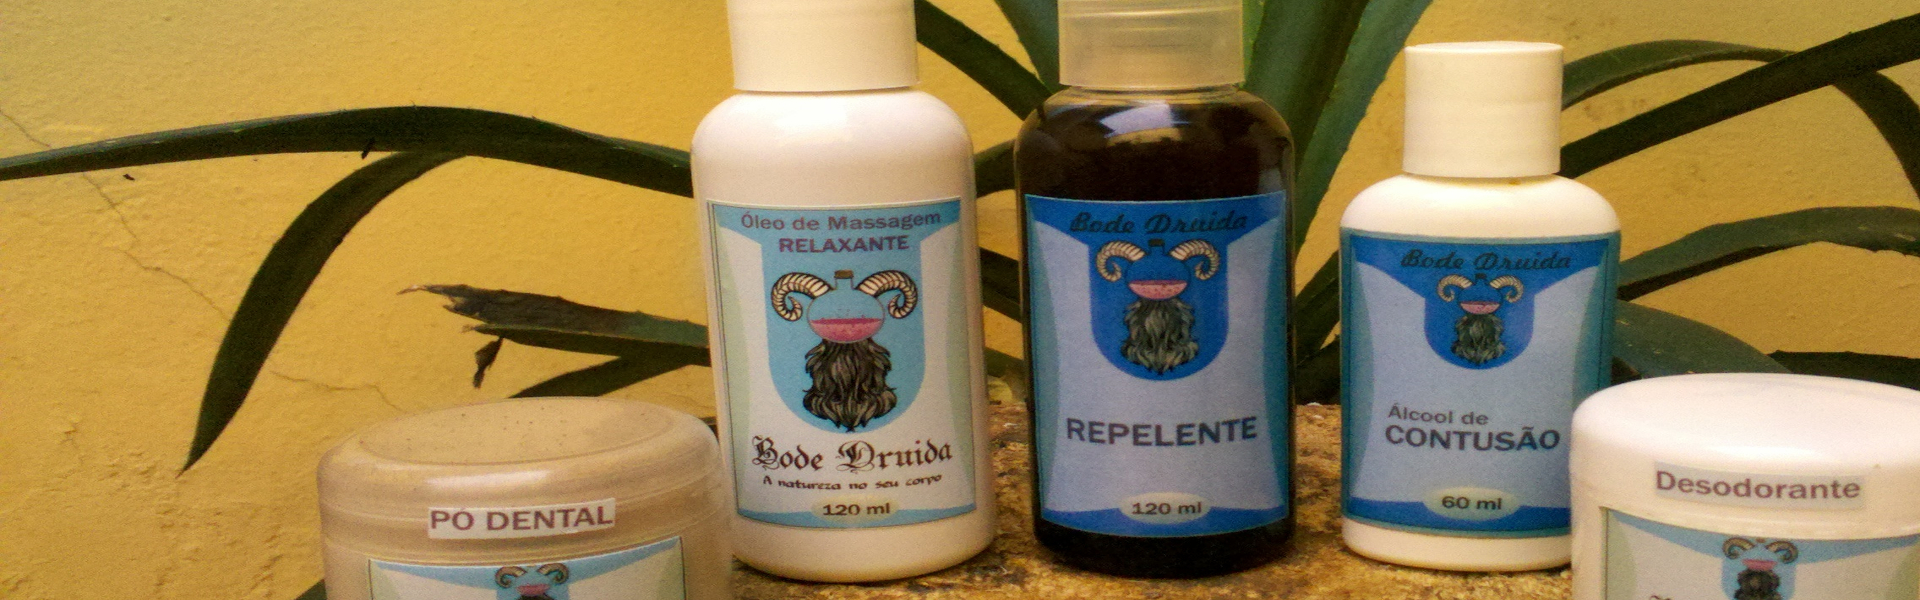 PÓ DENTAL
Óleo de Massagem
RELAXANTE
Bode Druida
A natureza no seu corpo
120 ml
Bode Druida
REPELENTE
120 ml
Bode Druida
Álcool de
CONTUSÃO
60 ml
Desodorante